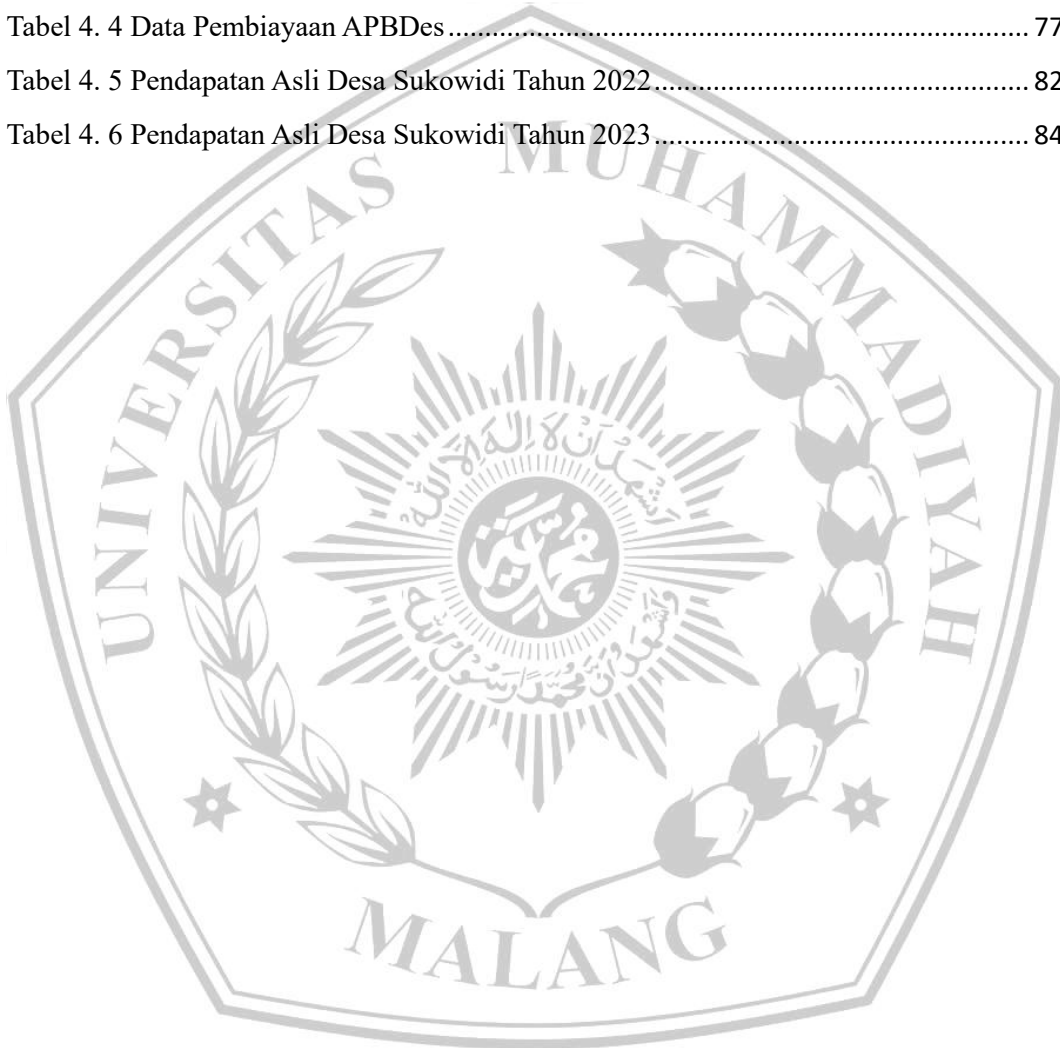 Tabel 4. 4 Data Pembiayaan APBDes........................................................................ 77
Tabel 4. 5 Pendapatan Asli Desa Sukowidi Tahun 2022............................................... 82
Tabel 4. 6 Pendapatan Asli Desa Sukowidi Tahun 2023............................................... 84
UNIVERSITAS MUHAMMADIYAH
MALANG